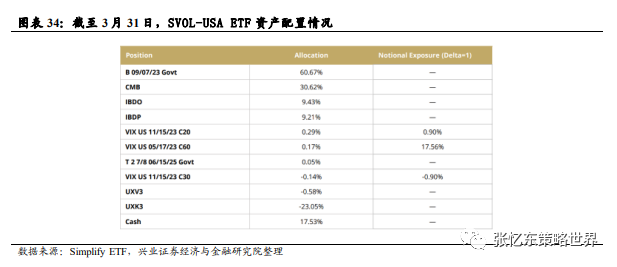 图表 34：截至 3 月 31 日，SVOL-USA ETF 资产配置情况
Position Allocation Notional Exposure (Delta=1)
B 09/07/23 Govt 60.67% —
CMB 30.62% —
IBDO 9.43% —
IBDP 9.21% —
VIX US 11/15/23 C20 0.29% 0.90%
VIX US 05/17/23 C60 0.17% 17.56%
T 2 7/8 06/15/25 Govt 0.05% —
VIX US 11/15/23 C30 -0.14% -0.90%
UXV3 -0.58% —
UXK3 -23.05% —
Cash 17.53% —
张忆东策略世界
数据来源：Simplify ETF，兴业证券经济与金融研究院整理